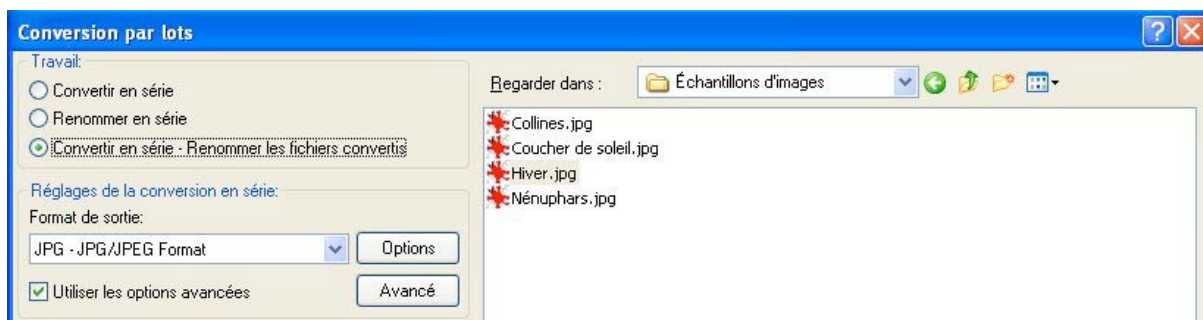 Conversion par lots
Travail:
Convertir en série
Renommer en série
Convertir en série - Renommer les fichiers convertis
Réglages de la conversion en série:
Format de sortie:
JPG - JPG/JPEG Format
Options
Utiliser les options avancées
Avancé
Regarder dans :
Échantillons d'images
Collines.jpg
Coucher de soleil.jpg
Hiver.jpg
Nénuphars.jpg